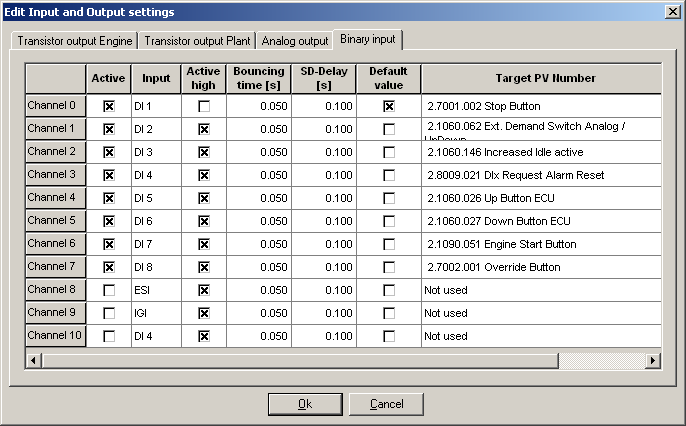 Edit Input and Output settings
Transistor output Engine Transistor output Plant Analog output Binary input
Active Input Active high Bouncing time [s] SD-Delay [s] Default value Target PV Number
Channel 0 DI 1 0.050 0.100 2.7001.002 Stop Button
Channel 1 DI 2 0.050 0.100 2.1060.062 Ext. Demand Switch Analog /
UpDown
Channel 2 DI 3 0.050 0.100 2.1060.146 Increased Idle active
Channel 3 DI 4 0.050 0.100 2.8009.021 Dlx Request Alarm Reset
Channel 4 DI 5 0.050 0.100 2.1060.026 Up Button ECU
Channel 5 DI 6 0.050 0.100 2.1060.027 Down Button ECU
Channel 6 DI 7 0.050 0.100 2.1090.051 Engine Start Button
Channel 7 DI 8 0.050 0.100 2.7002.001 Override Button
Channel 8 ESI 0.050 0.100 Not used
Channel 9 IGI 0.050 0.100 Not used
Channel 10 DI 4 0.050 0.100 Not used
Ok Cancel